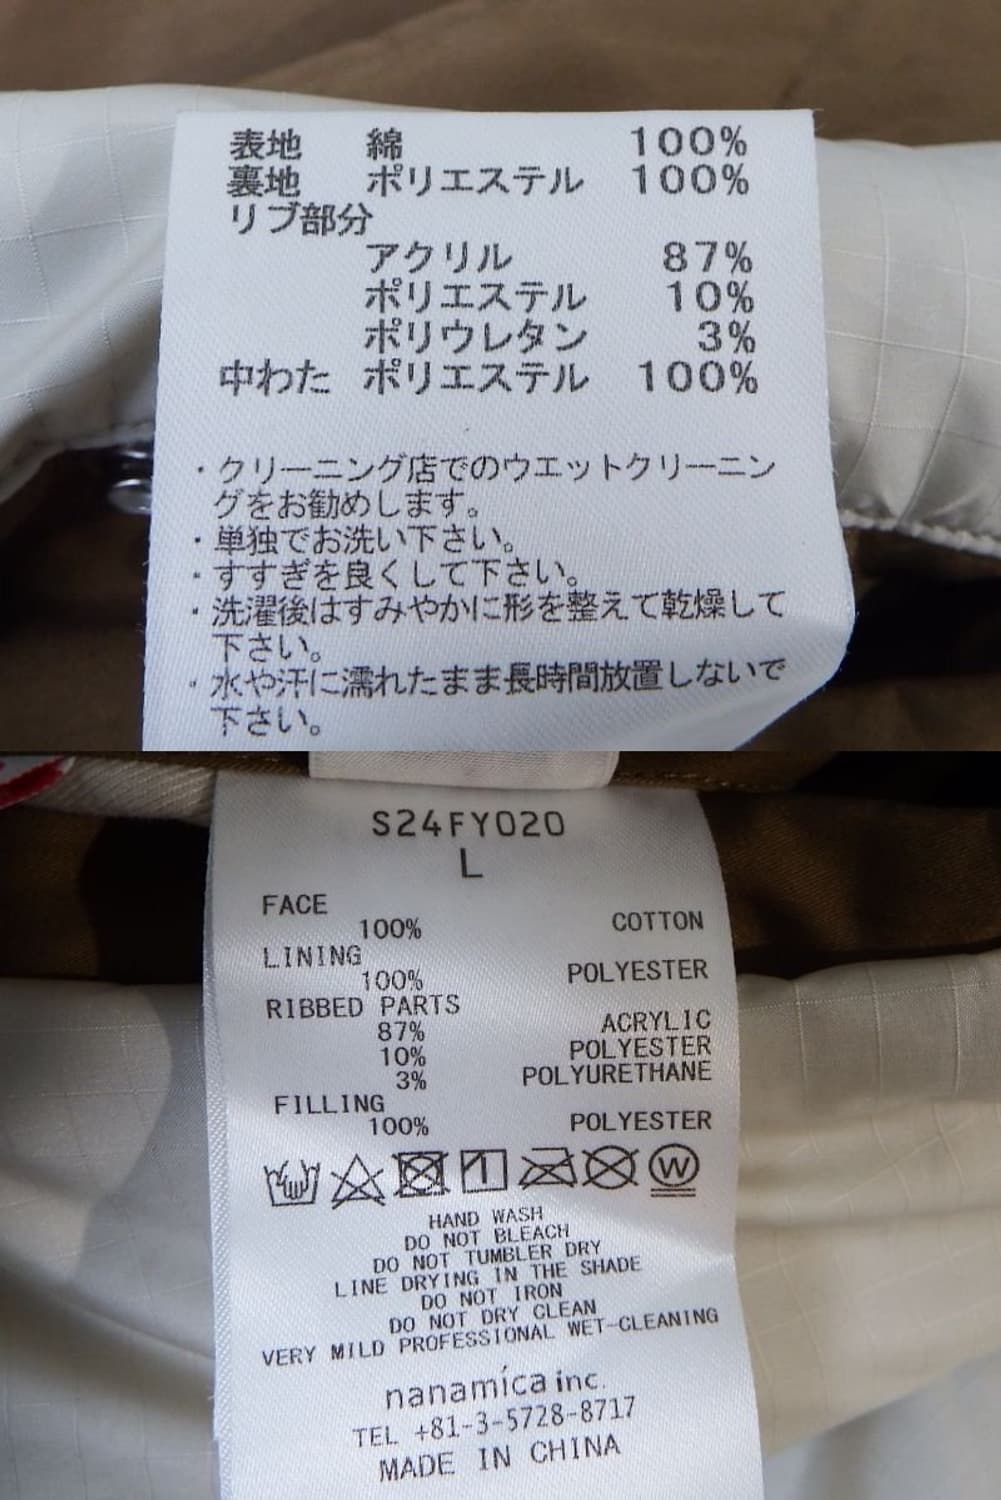 表地 綿 100%
裏地 ポリエステル 100%
リブ部分
アクリル 87%
ポリエステル 10%
ポリウレタン 3%
中わた ポリエステル 100%
・クリーニング店でのウエットクリーニン
グをお勧めします。
・単独でお洗い下さい。
・すすぎを良くして下さい。
・洗濯後はすみやかに形を整えて乾燥して
下さい。
・水や汗に濡れたまま長時間放置しないで
下さい。
S24FY020
L
FACE
100% COTTON
LINING
100% POLYESTER
RIBBED PARTS
87% ACRYLIC
10% POLYESTER
3% POLYURETHANE
FILLING
100% POLYESTER
W
HAND WASH
DO NOT BLEACH
DO NOT TUMBLER DRY
LINE DRYING IN THE SHADE
DO NOT IRON
DO NOT DRY CLEAN
VERY MILD PROFESSIONAL WET-CLEANING
nanamíca inc.
TEL +81-3-5728-8717
MADE IN CHINA